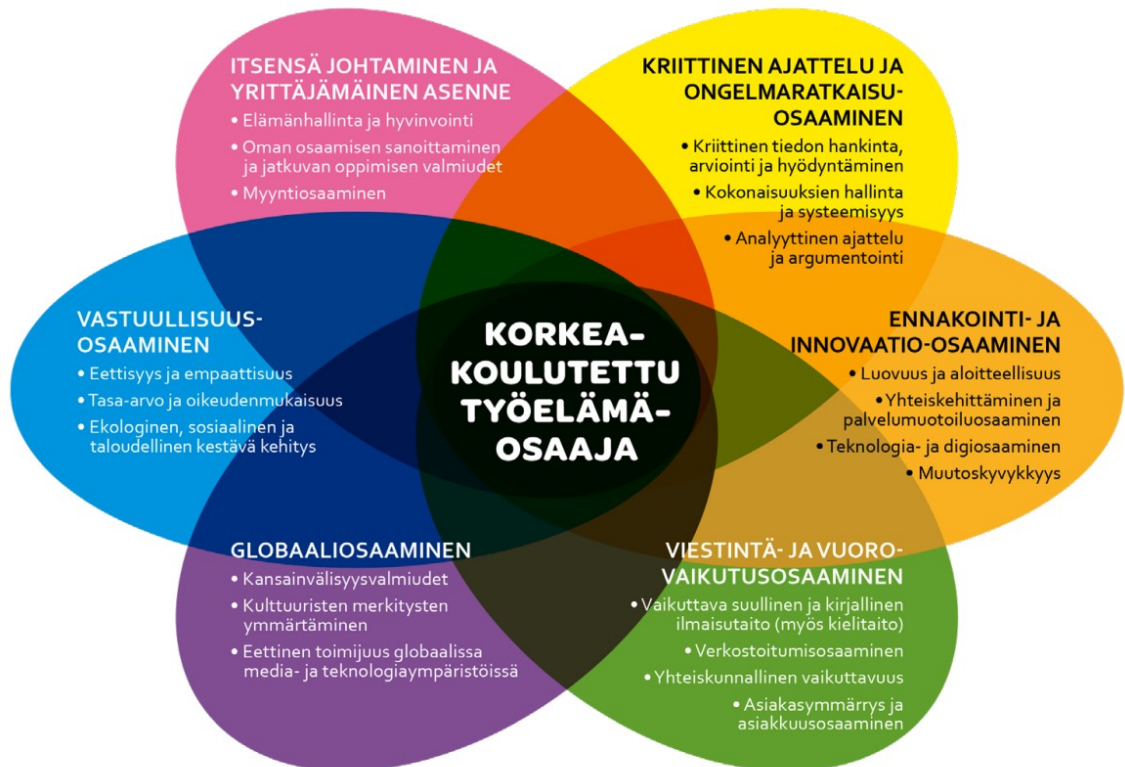 ITSENSÄ JOHTAMINEN JA
YRITTÄJÄMÄINEN ASENNE
• Elämänhallinta ja hyvinvointi
• Oman osaamisen sanoittaminen
ja jatkuvan oppimisen valmiudet
• Myyntiosaaminen
KRIITTINEN AJATTELU JA
ONGELMARATKAISU-
OSAAMINEN
• Kriittinen tiedon hankinta,
arviointi ja hyödyntäminen
• Kokonaisuuksien hallinta
ja systeemisyys
• Analyyttinen ajattelu
ja argumentointi
VASTUULLISUUS-
OSAAMINEN
• Eettisyys ja empaattisuus
• Tasa-arvo ja oikeudenmukaisuus
• Ekologinen, sosiaalinen ja
taloudellinen kestävä kehitys
KORKEA-
KOULUTETTU
TYÖELÄMÄ-
OSAAJA
ENNAKOINTI- JA
INNOVAATIO-OSAAMINEN
• Luovuus ja aloitteellisuus
• Yhteiskehittäminen ja
palvelumuotoiluosaaminen
• Teknologia- ja digiosaaminen
• Muutoskyvykkyys
GLOBAALIOSAAMINEN
• Kansainvälisyysvalmiudet
• Kulttuuristen merkitysten
ymmärtäminen
• Eettinen toimijuus globaalissa
media- ja teknologiaympäristöissä
VIESTINTÄ- JA VUORO-
VAIKUTUSOSAAMINEN
• Vaikuttava suullinen ja kirjallinen
ilmaisutaito (myös kielitaito)
• Verkostoitumisosaaminen
• Yhteiskunnallinen vaikuttavuus
• Asiakasymmärrys ja
asiakkuusosaaminen